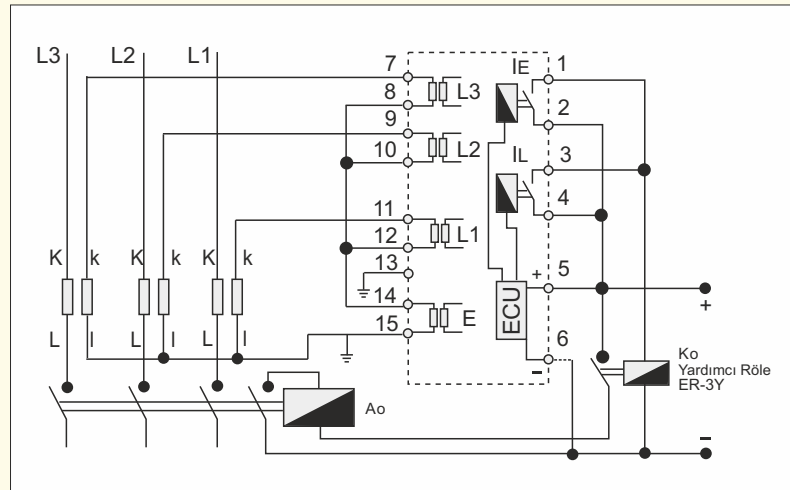 L3 L2 L1
7
8
9
10
11
12
13
14
15
L3
L2
L1
E
IE
IL
ECU
+
-
1
2
3
4
5
6
+
-
K k K k K k
L l L l L l
Ao
Ko
Yardımcı Röle
ER-3Y